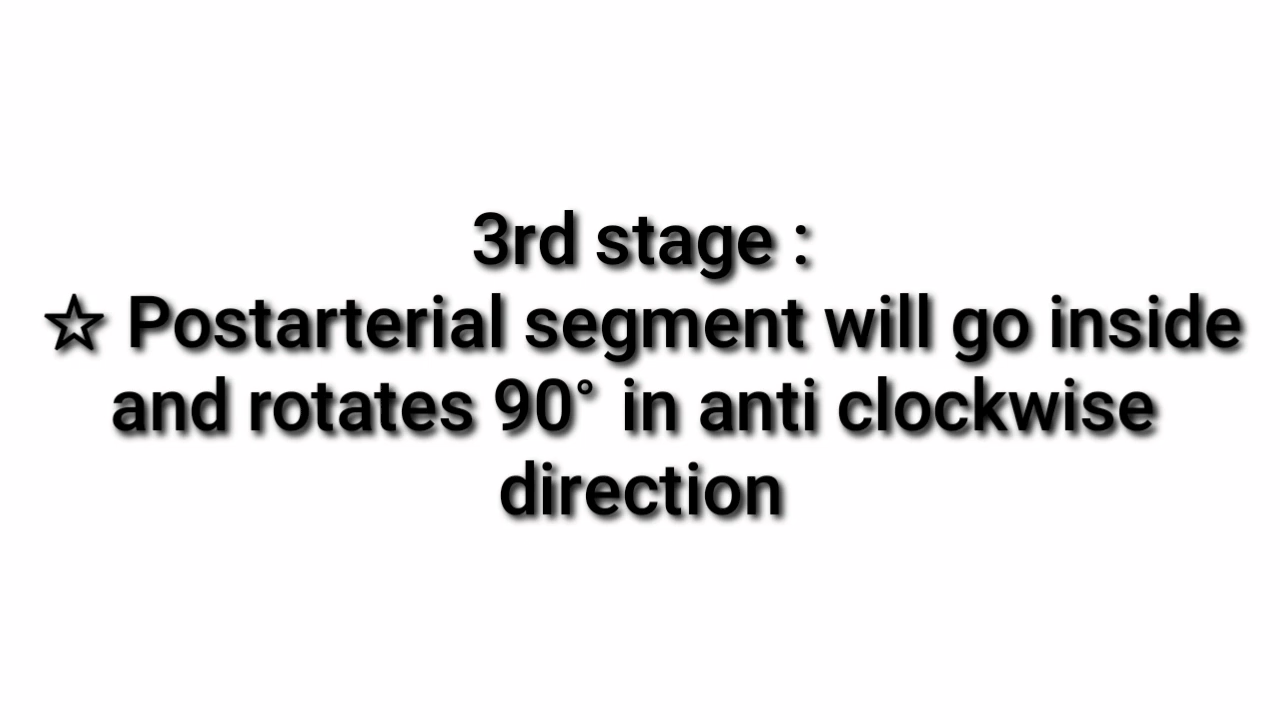 3rd stage :
☆ Postarterial segment will go inside
and rotates 90° in anti clockwise
direction